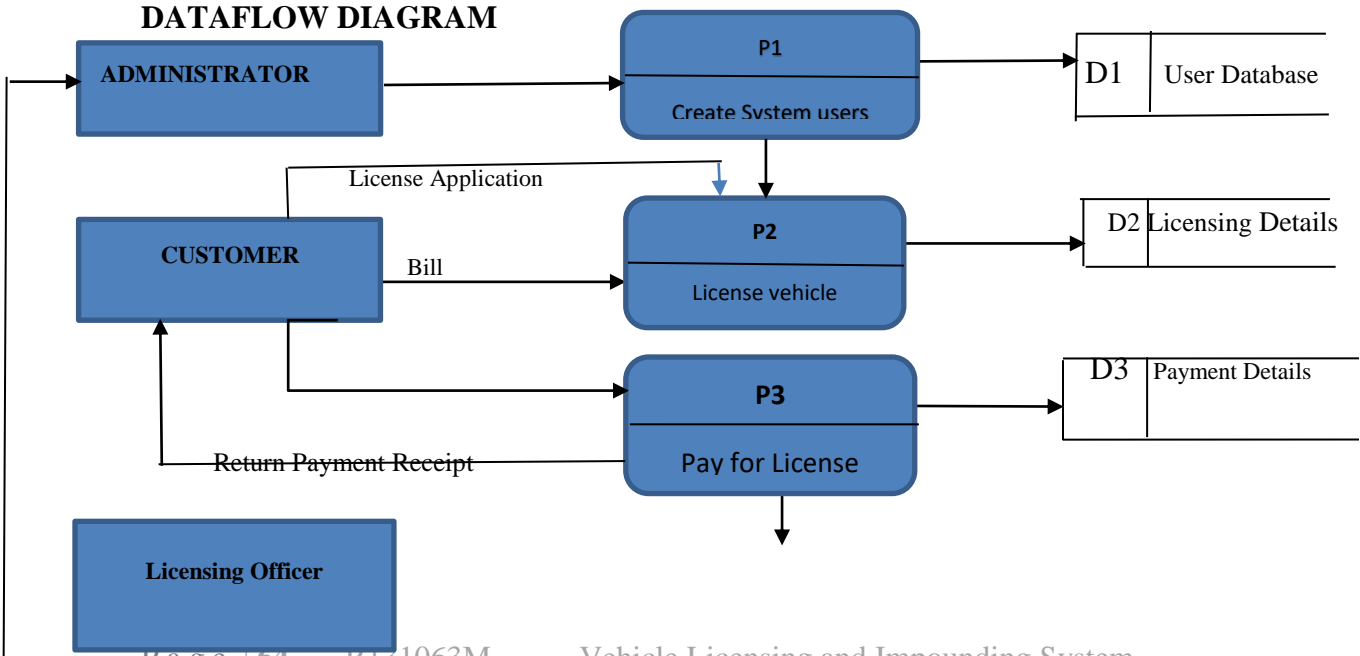 DATAFLOW DIAGRAM
ADMINISTRATOR
P1
Create System users
D1 User Database
License Application
CUSTOMER
Bill
P2
License vehicle
D2 Licensing Details
P3
Pay for License
D3 Payment Details
Return Payment Receipt
Licensing Officer
Vehicle Licensing and Impounding System